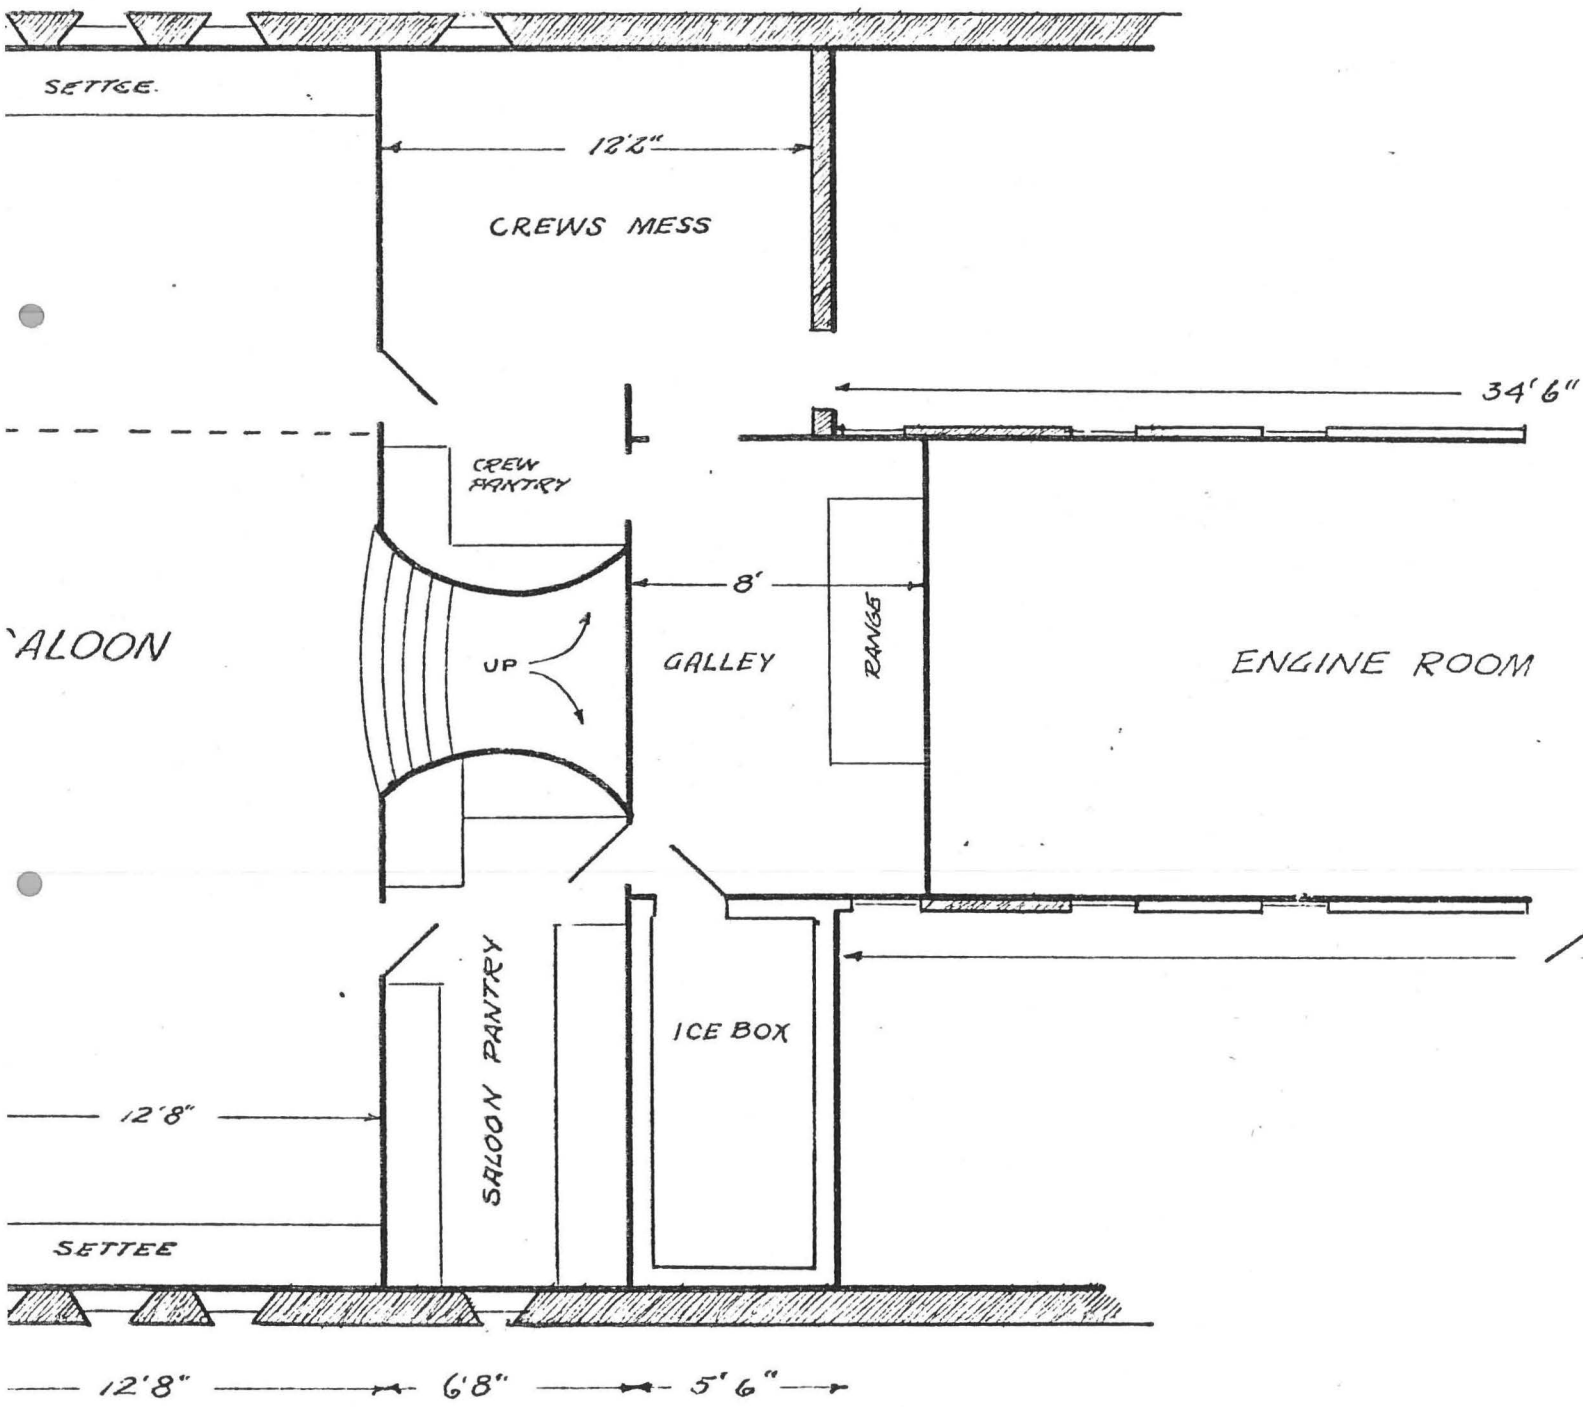 SETTEE.
12'2"
CREWS MESS
34'6"
CREW
PANTRY
8'
ALOON
UP
GALLEY
RANGE
ENGINE ROOM
SALOON PANTRY
ICE BOX
12'8"
SETTEE
12'8"
6'8"
5'6"